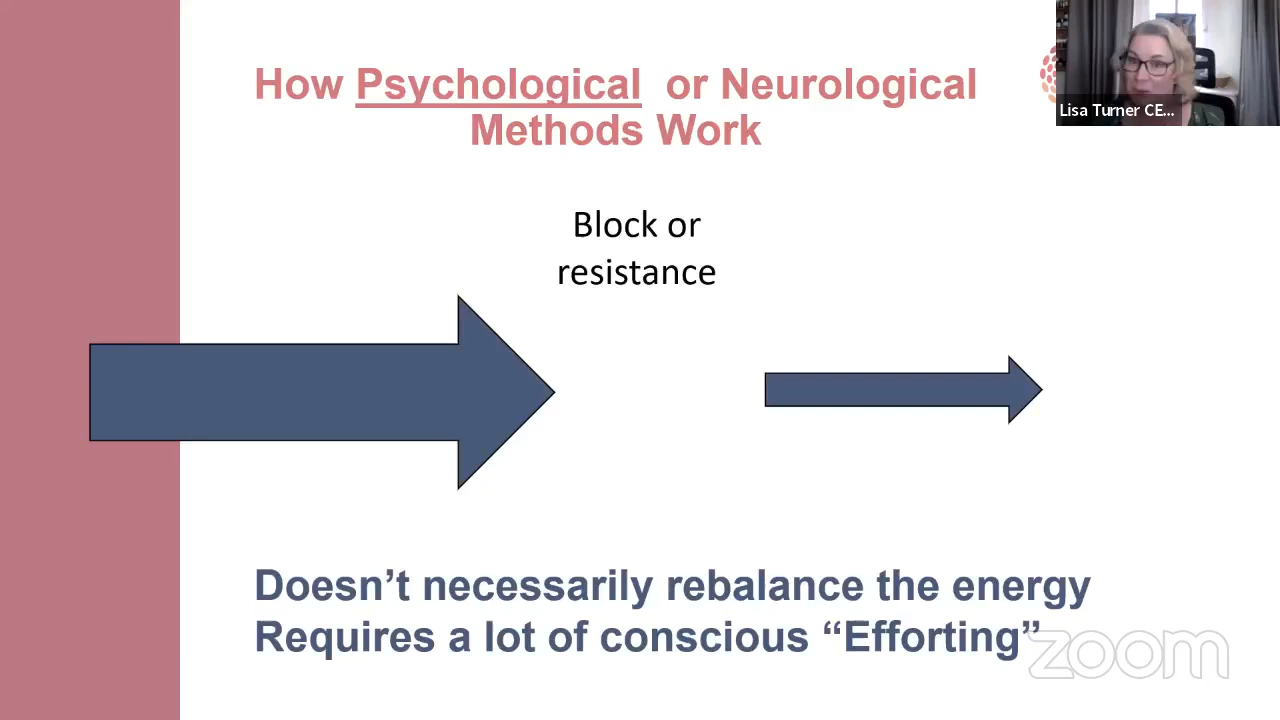 How Psychological or Neurological
Methods Work
Lisa Turner CE...
Block or
resistance
Doesn’t necessarily rebalance the energy
Requires a lot of conscious “Efforting”
zoom